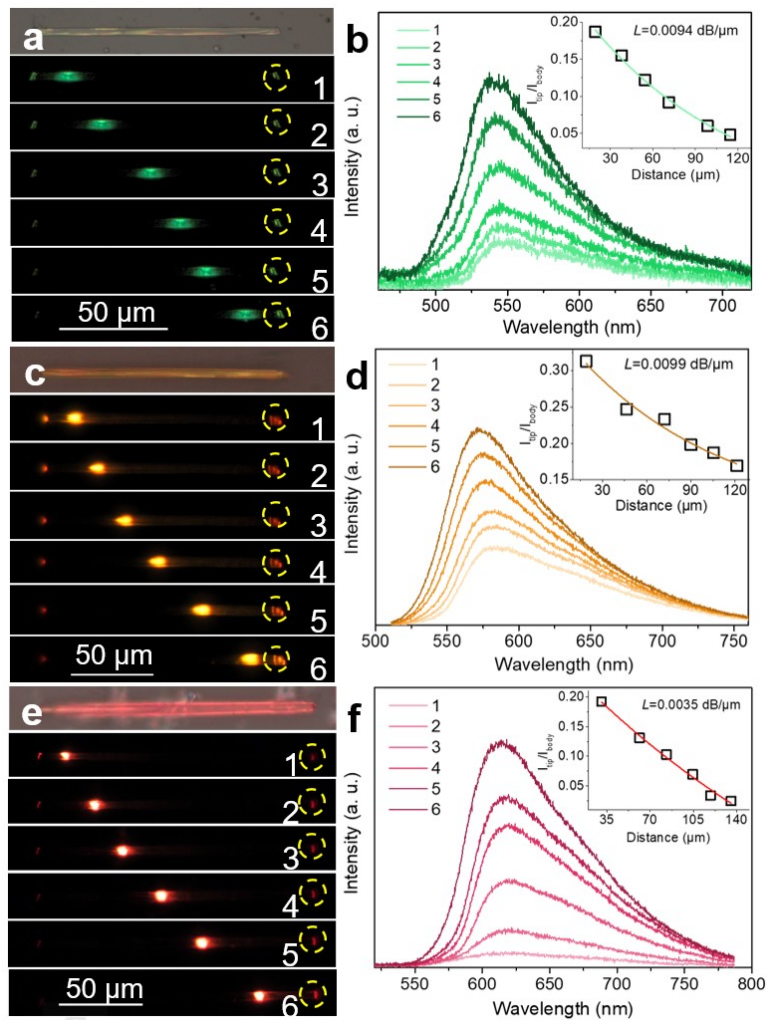 a
1
2
3
4
5
50 µm
6
b
1
2
3
4
5
6
Intensity (a. u.)
500 550 600 650 700
Wavelength (nm)
L=0.0094 dB/µm
0.20
0.15
0.10
0.05
I_tip/I_body
0 30 60 90 120
Distance (µm)
c
1
2
3
4
5
50 µm
6
d
1
2
3
4
5
6
Intensity (a. u.)
500 550 600 650 700 750
Wavelength (nm)
L=0.0099 dB/µm
0.30
0.25
0.20
0.15
I_tip/I_body
30 60 90 120
Distance (µm)
e
1
2
3
4
5
50 µm
6
f
1
2
3
4
5
6
Intensity (a. u.)
550 600 650 700 750 800
Wavelength (nm)
L=0.0035 dB/µm
0.20
0.15
0.10
0.05
I_tip/I_body
35 70 105 140
Distance (µm)